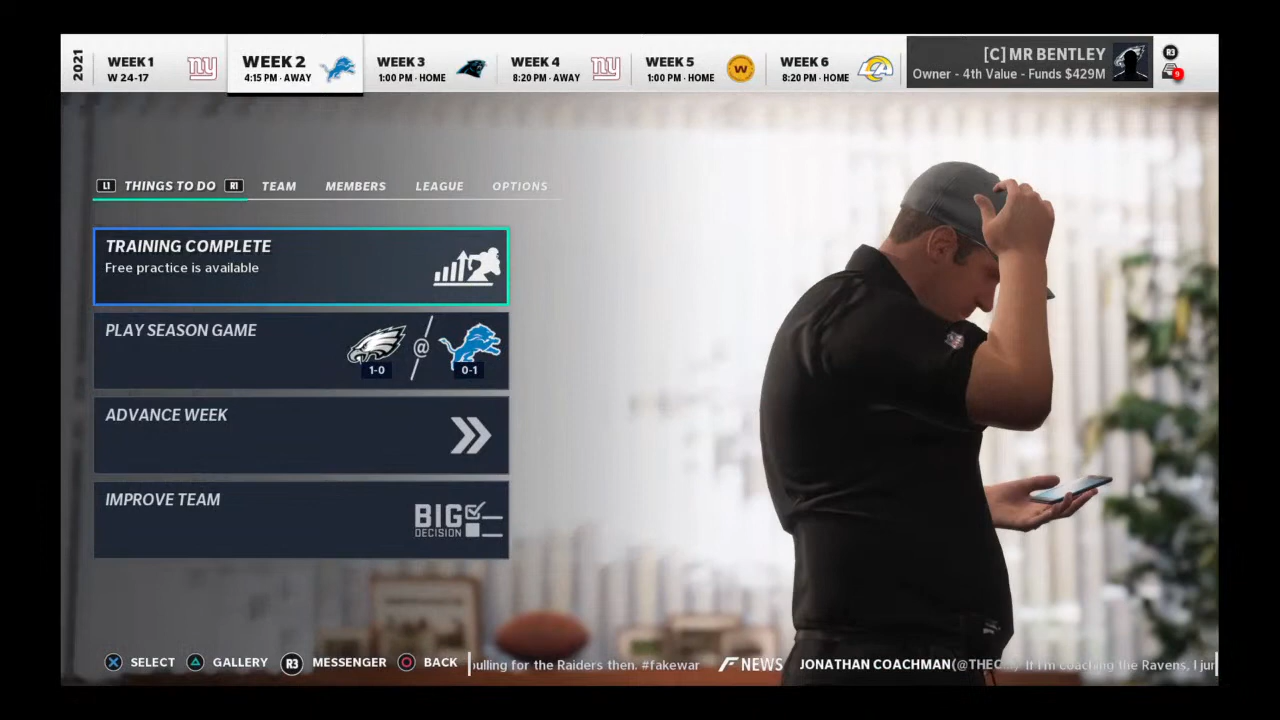 2021
WEEK 1
W 24-17
WEEK 2
4:15 PM · AWAY
WEEK 3
1:00 PM · HOME
WEEK 4
8:20 PM · AWAY
WEEK 5
1:00 PM · HOME
WEEK 6
8:20 PM · HOME
[C] MR BENTLEY
Owner - 4th Value - Funds $429M
R3
9
L1 THINGS TO DO R1 TEAM MEMBERS LEAGUE OPTIONS
TRAINING COMPLETE
Free practice is available
PLAY SEASON GAME
@
1-0 0-1
ADVANCE WEEK
IMPROVE TEAM
BIG
DECISION
SELECT GALLERY R3 MESSENGER BACK ulling for the Raiders then. #fakewar NEWS JONATHAN COACHMAN(@THEC If I'm coaching the Ravens, I jur